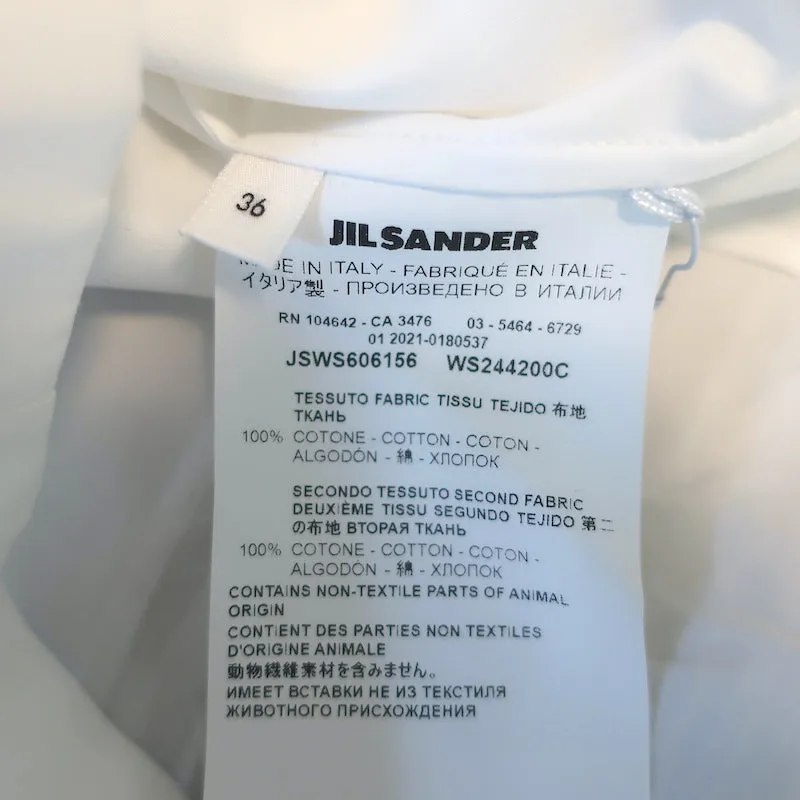 36
JIL SANDER
MADE IN ITALY - FABRIQUÉ EN ITALIE -
イタリア製 - ПРОИЗВЕДЕНО В ИТАЛИИ
RN 104642 - CA 3476 03 - 5464 - 6729
01 2021-0180537
JSWS606156 WS244200C
TESSUTO FABRIC TISSU TEJIDO 布地
ТКАНЬ
100% COTONE - COTTON - COTON -
ALGODÓN - 綿 - ХЛОПОК
SECONDO TESSUTO SECOND FABRIC
DEUXIÈME TISSU SEGUNDO TEJIDO 第二
の布地 ВТОРАЯ ТКАНЬ
100% COTONE - COTTON - COTON -
ALGODÓN - 綿 - ХЛОПОК
CONTAINS NON-TEXTILE PARTS OF ANIMAL
ORIGIN
CONTIENT DES PARTIES NON TEXTILES
D'ORIGINE ANIMALE
動物繊維素材を含みません。
ИМЕЕТ ВСТАВКИ НЕ ИЗ ТЕКСТИЛЯ
ЖИВОТНОГО ПРИСХОЖДЕНИЯ